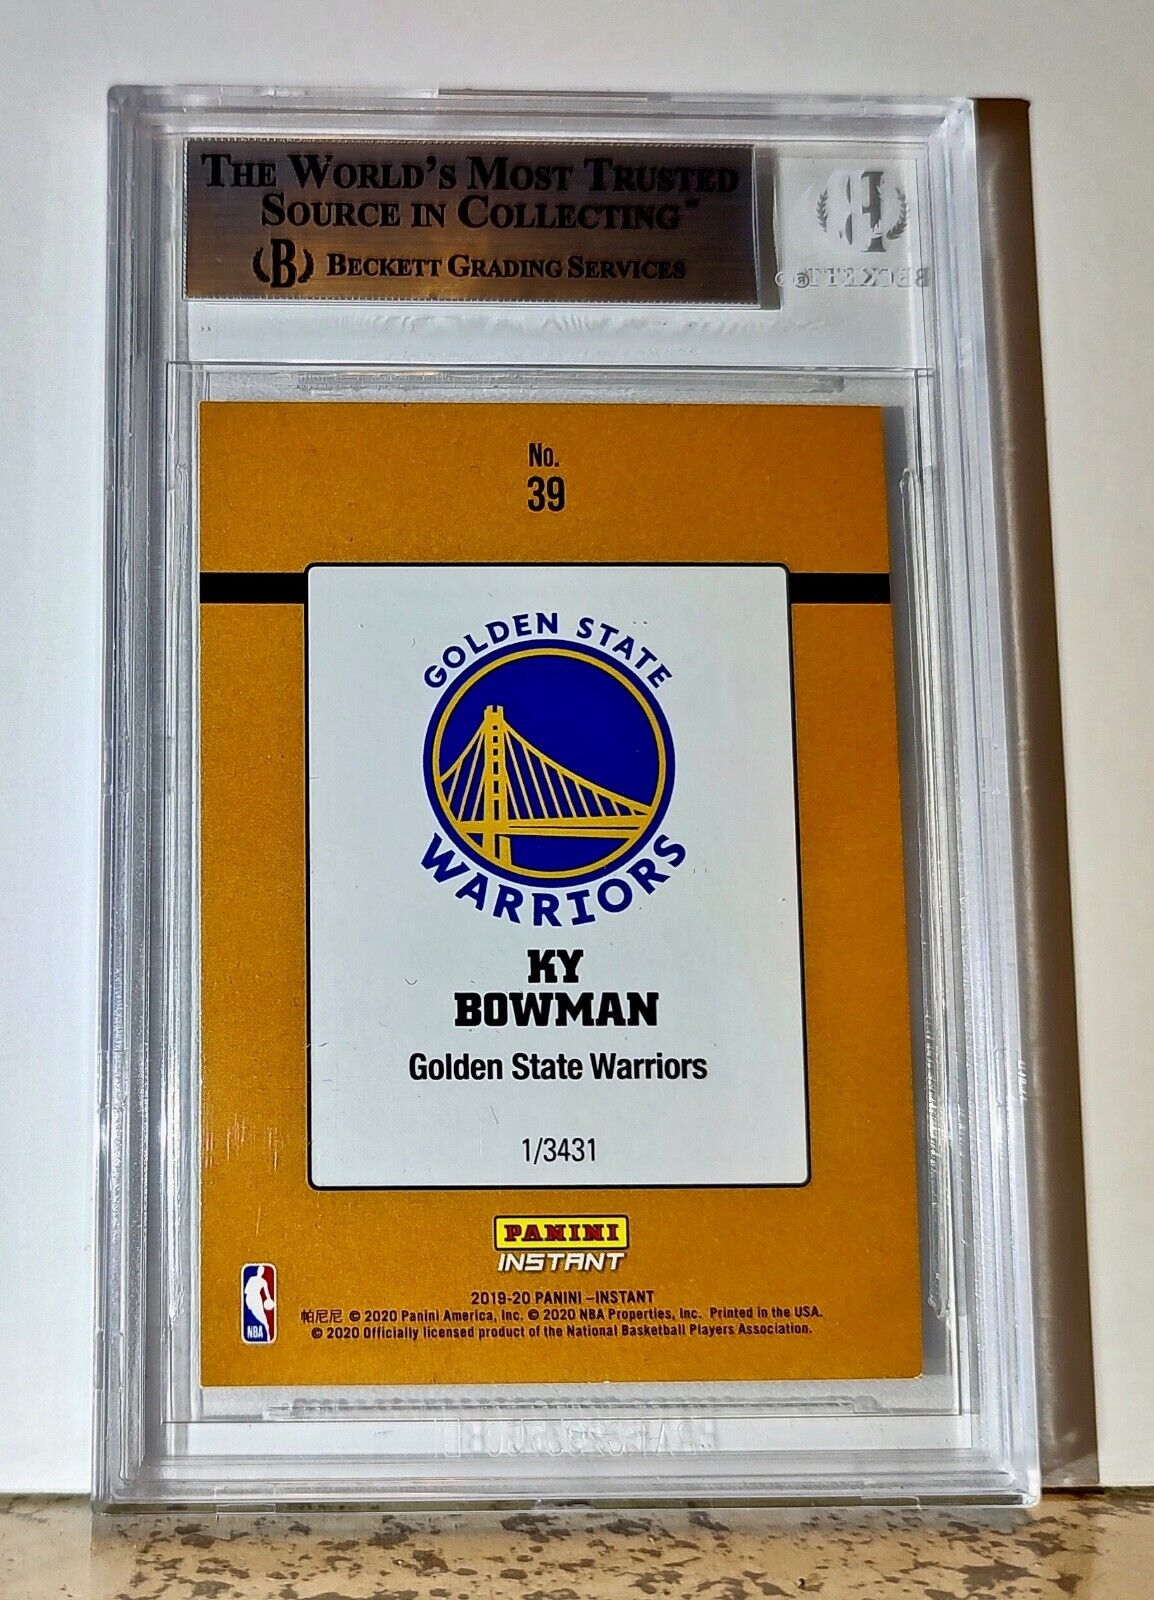 THE WORLD'S MOST TRUSTED
SOURCE IN COLLECTING™
B BECKETT GRADING SERVICES
BECKETT®
No.
39
GOLDEN STATE
WARRIORS
KY
BOWMAN
Golden State Warriors
1/3431
PANINI
INSTANT
2019-20 PANINI –INSTANT
帕尼尼 © 2020 Panini America, Inc. © 2020 NBA Properties, Inc. Printed in the USA.
© 2020 Officially licensed product of the National Basketball Players Association.
NBA